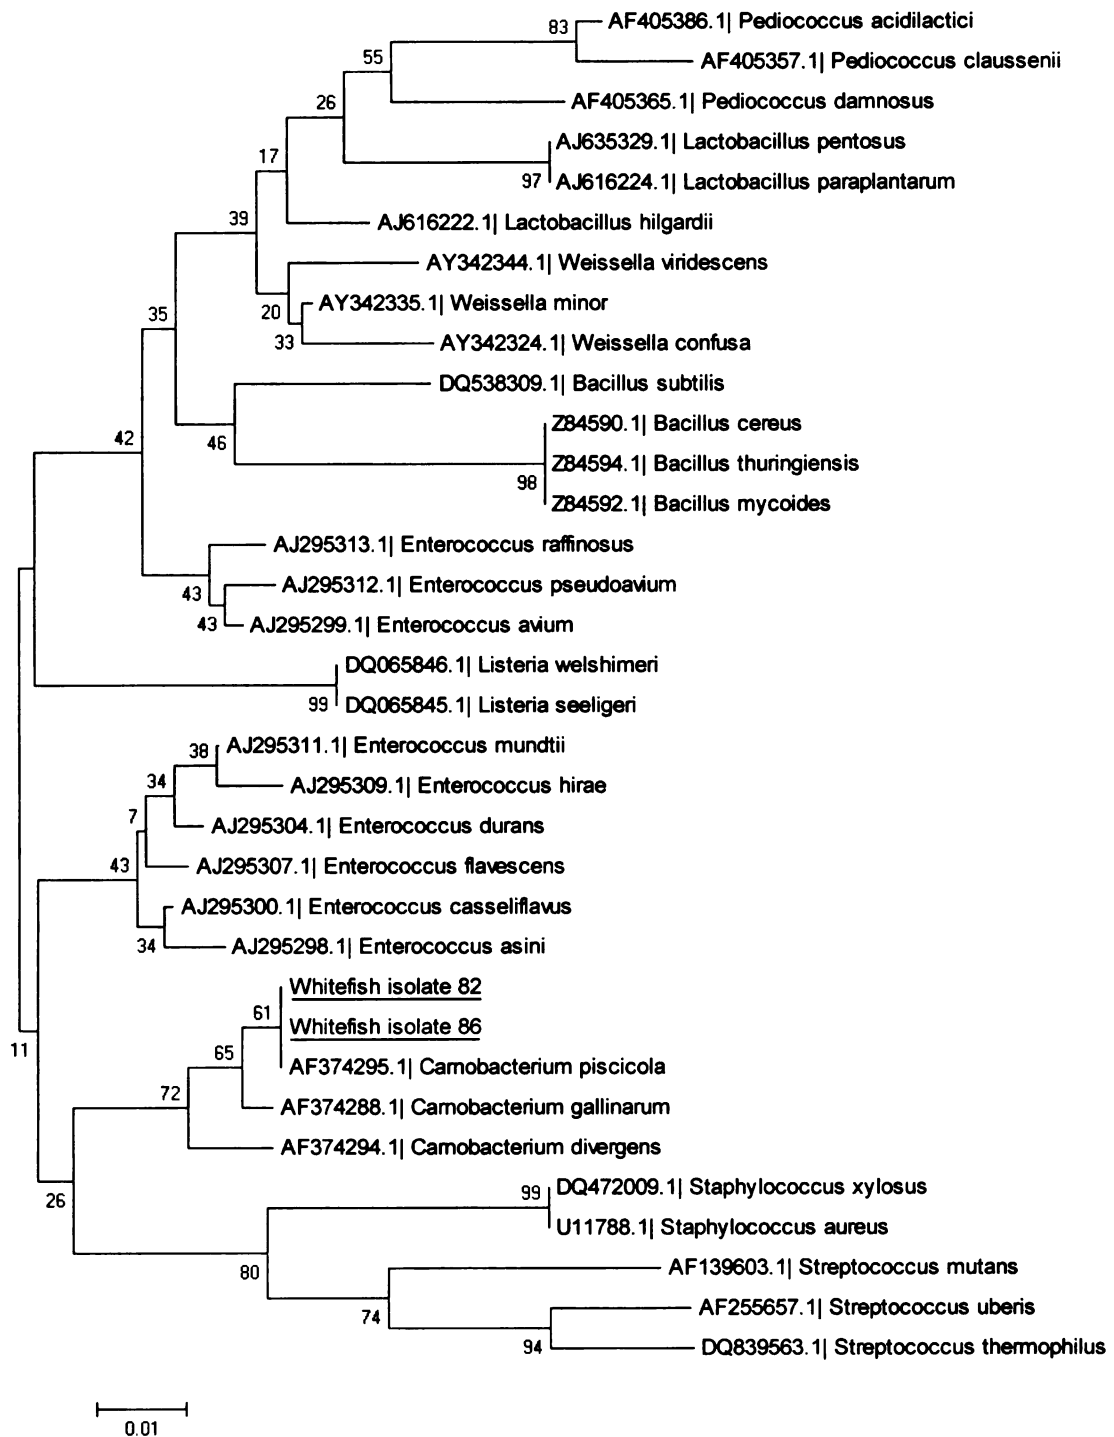 83
AF405386.1| Pediococcus acidilactici
55
AF405357.1| Pediococcus claussenii
26
AF405365.1| Pediococcus damnosus
17
AJ635329.1| Lactobacillus pentosus
97
AJ616224.1| Lactobacillus paraplantarum
39
AJ616222.1| Lactobacillus hilgardii
AY342344.1| Weissella viridescens
35
20
AY342335.1| Weissella minor
33
AY342324.1| Weissella confusa
DQ538309.1| Bacillus subtilis
42
46
Z84590.1| Bacillus cereus
Z84594.1| Bacillus thuringiensis
98
Z84592.1| Bacillus mycoides
AJ295313.1| Enterococcus raffinosus
43
AJ295312.1| Enterococcus pseudoavium
43
AJ295299.1| Enterococcus avium
DQ065846.1| Listeria welshimeri
99
DQ065845.1| Listeria seeligeri
38
AJ295311.1| Enterococcus mundtii
34
AJ295309.1| Enterococcus hirae
7
AJ295304.1| Enterococcus durans
43
AJ295307.1| Enterococcus flavescens
AJ295300.1| Enterococcus casseliflavus
34
AJ295298.1| Enterococcus asini
Whitefish isolate 82
61
Whitefish isolate 86
11
65
AF374295.1| Carnobacterium piscicola
72
AF374288.1| Carnobacterium gallinarum
AF374294.1| Carnobacterium divergens
26
99
DQ472009.1| Staphylococcus xylosus
U11788.1| Staphylococcus aureus
80
AF139603.1| Streptococcus mutans
74
AF255657.1| Streptococcus uberis
94
DQ839563.1| Streptococcus thermophilus
0.01